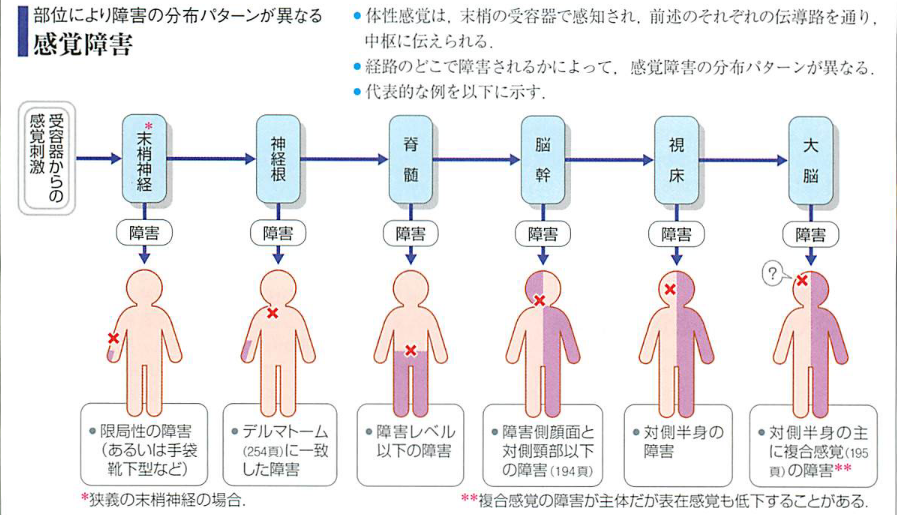 部位により障害の分布パターンが異なる
感覚障害
● 体性感覚は，末梢の受容器で感知され，前述のそれぞれの伝導路を通り，
中枢に伝えられる．
● 経路のどこで障害されるかによって，感覚障害の分布パターンが異なる．
● 代表的な例を以下に示す．
受容器からの
感覚刺激
*末梢神経
神経根
脊髄
脳幹
視床
大脳
障害
障害
障害
障害
障害
障害
?
● 限局性の障害
(あるいは手袋
靴下型など)
● デルマトーム
(254頁)に一致
した障害
● 障害レベル
以下の障害
● 障害側顔面と
対側頸部以下
の障害(194頁)
● 対側半身の
障害
● 対側半身の主
に複合感覚(195
頁)の障害**
*狭義の末梢神経の場合．
**複合感覚の障害が主体だが表在感覚も低下することがある．